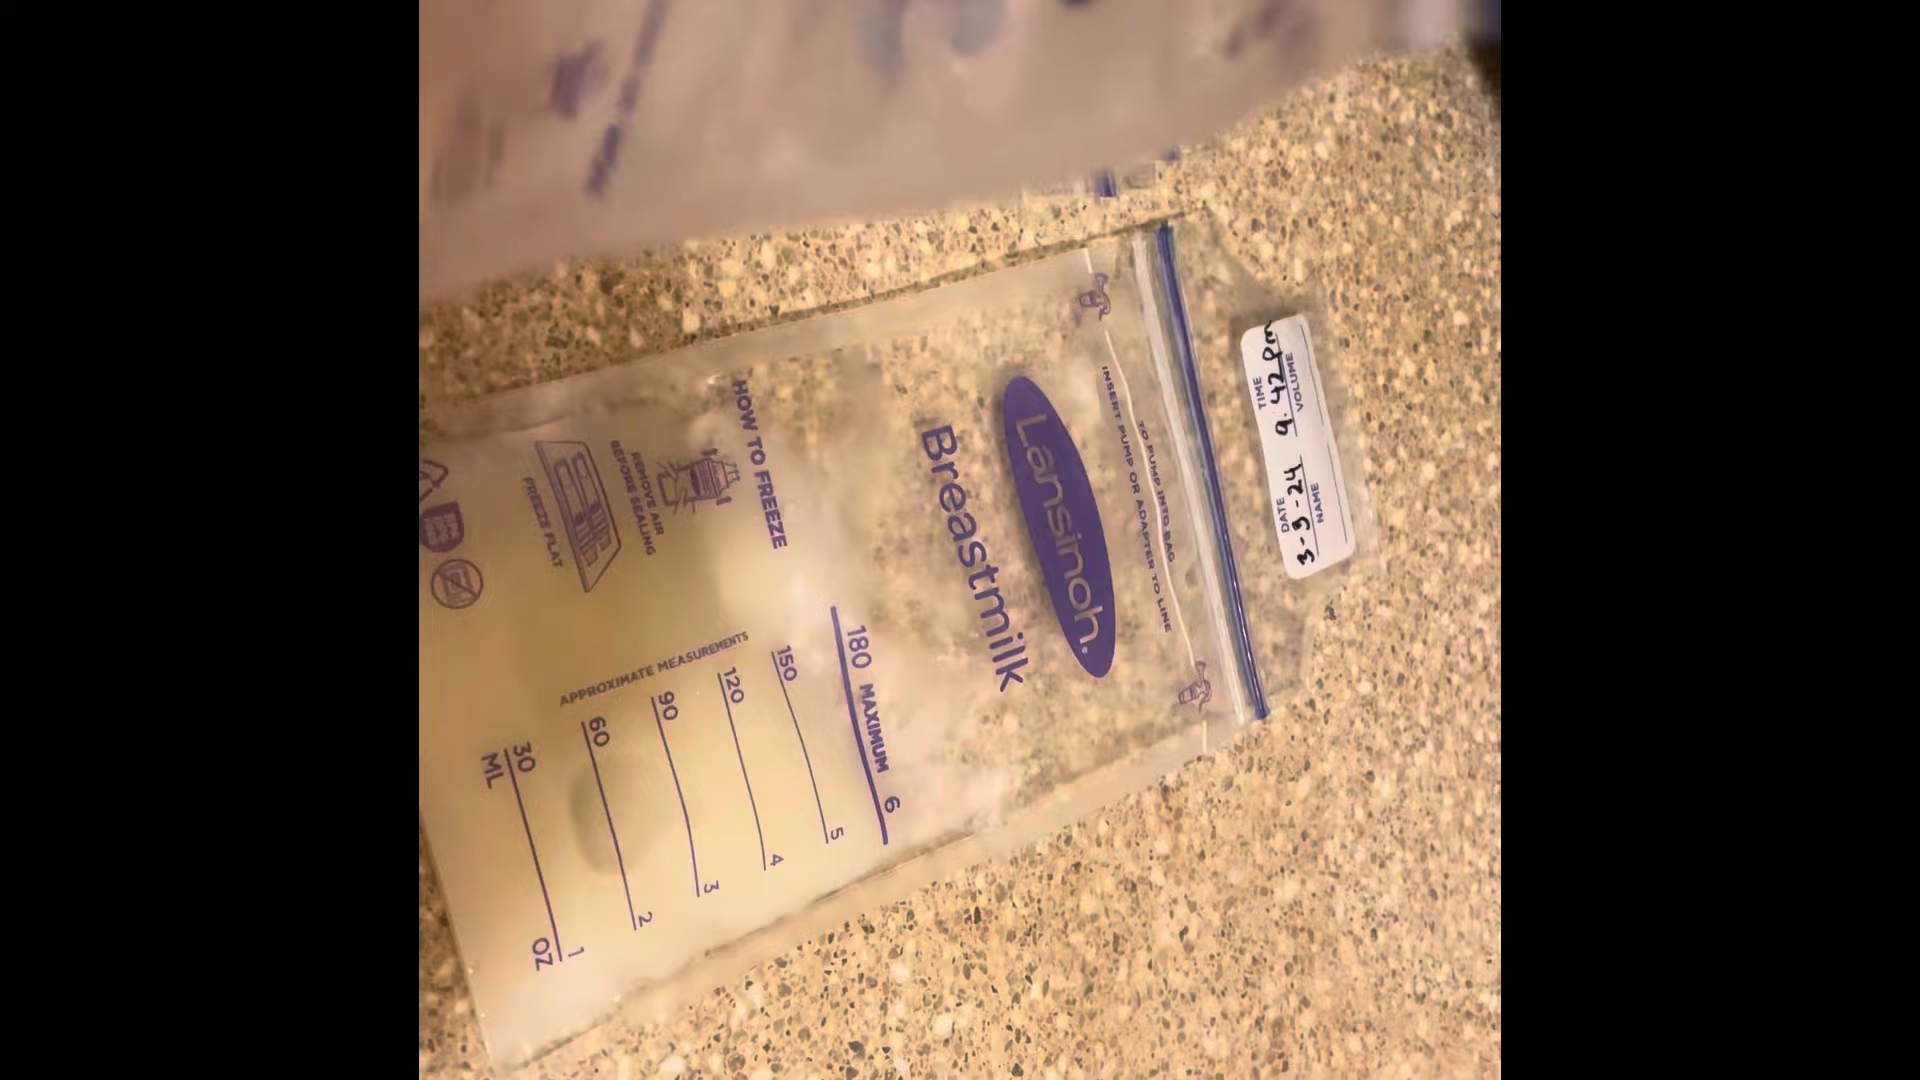 DATE TIME
3-3-24 9.42 pm
NAME VOLUME
TO PUMP INTO BAG
INSERT PUMP OR ADAPTER TO LINE
Lansinoh
Breastmilk
180 MAXIMUM 6
150 5
120 4
90 3
60 2
30 1
ML OZ
APPROXIMATE MEASUREMENTS
HOW TO FREEZE
REMOVE AIR
BEFORE SEALING
FREEZE FLAT